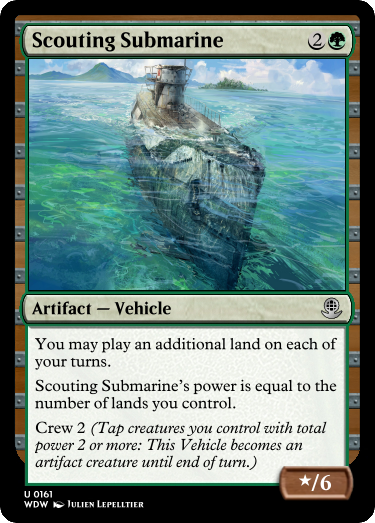 Scouting Submarine 2
Artifact — Vehicle
You may play an additional land on each of
your turns.
Scouting Submarine's power is equal to the
number of lands you control.
Crew 2 (Tap creatures you control with total
power 2 or more: This Vehicle becomes an
artifact creature until end of turn.)
★/6
U 0161
WDW Julien Lepelltier